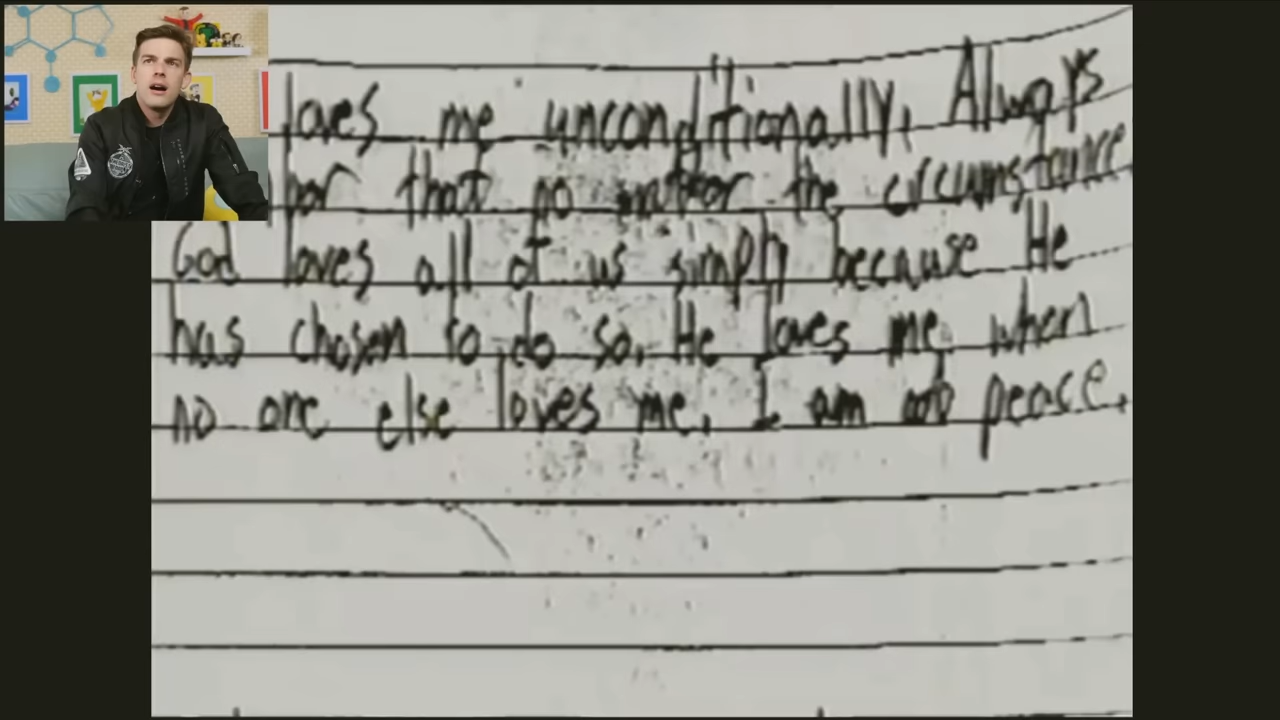 loves me unconditionally. Always
that no matter the circumstance
God loves all of us simply because He
has chosen to do so. He loves me when
no one else loves me. I am at peace.